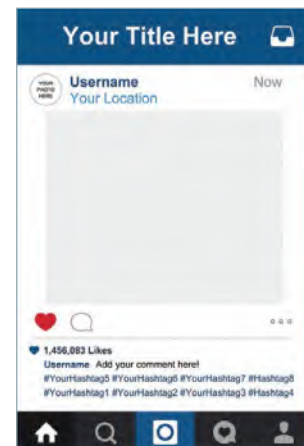 Your Title Here
YOUR
PHOTO
HERE
Username
Now
Your Location
1,456,083 Likes
Username Add your comment here!
#YourHashtag5 #YourHashtag6 #YourHashtag7 #Hashtag8
#YourHashtag1 #YourHashtag2 #YourHashtag3 #Hashtag4